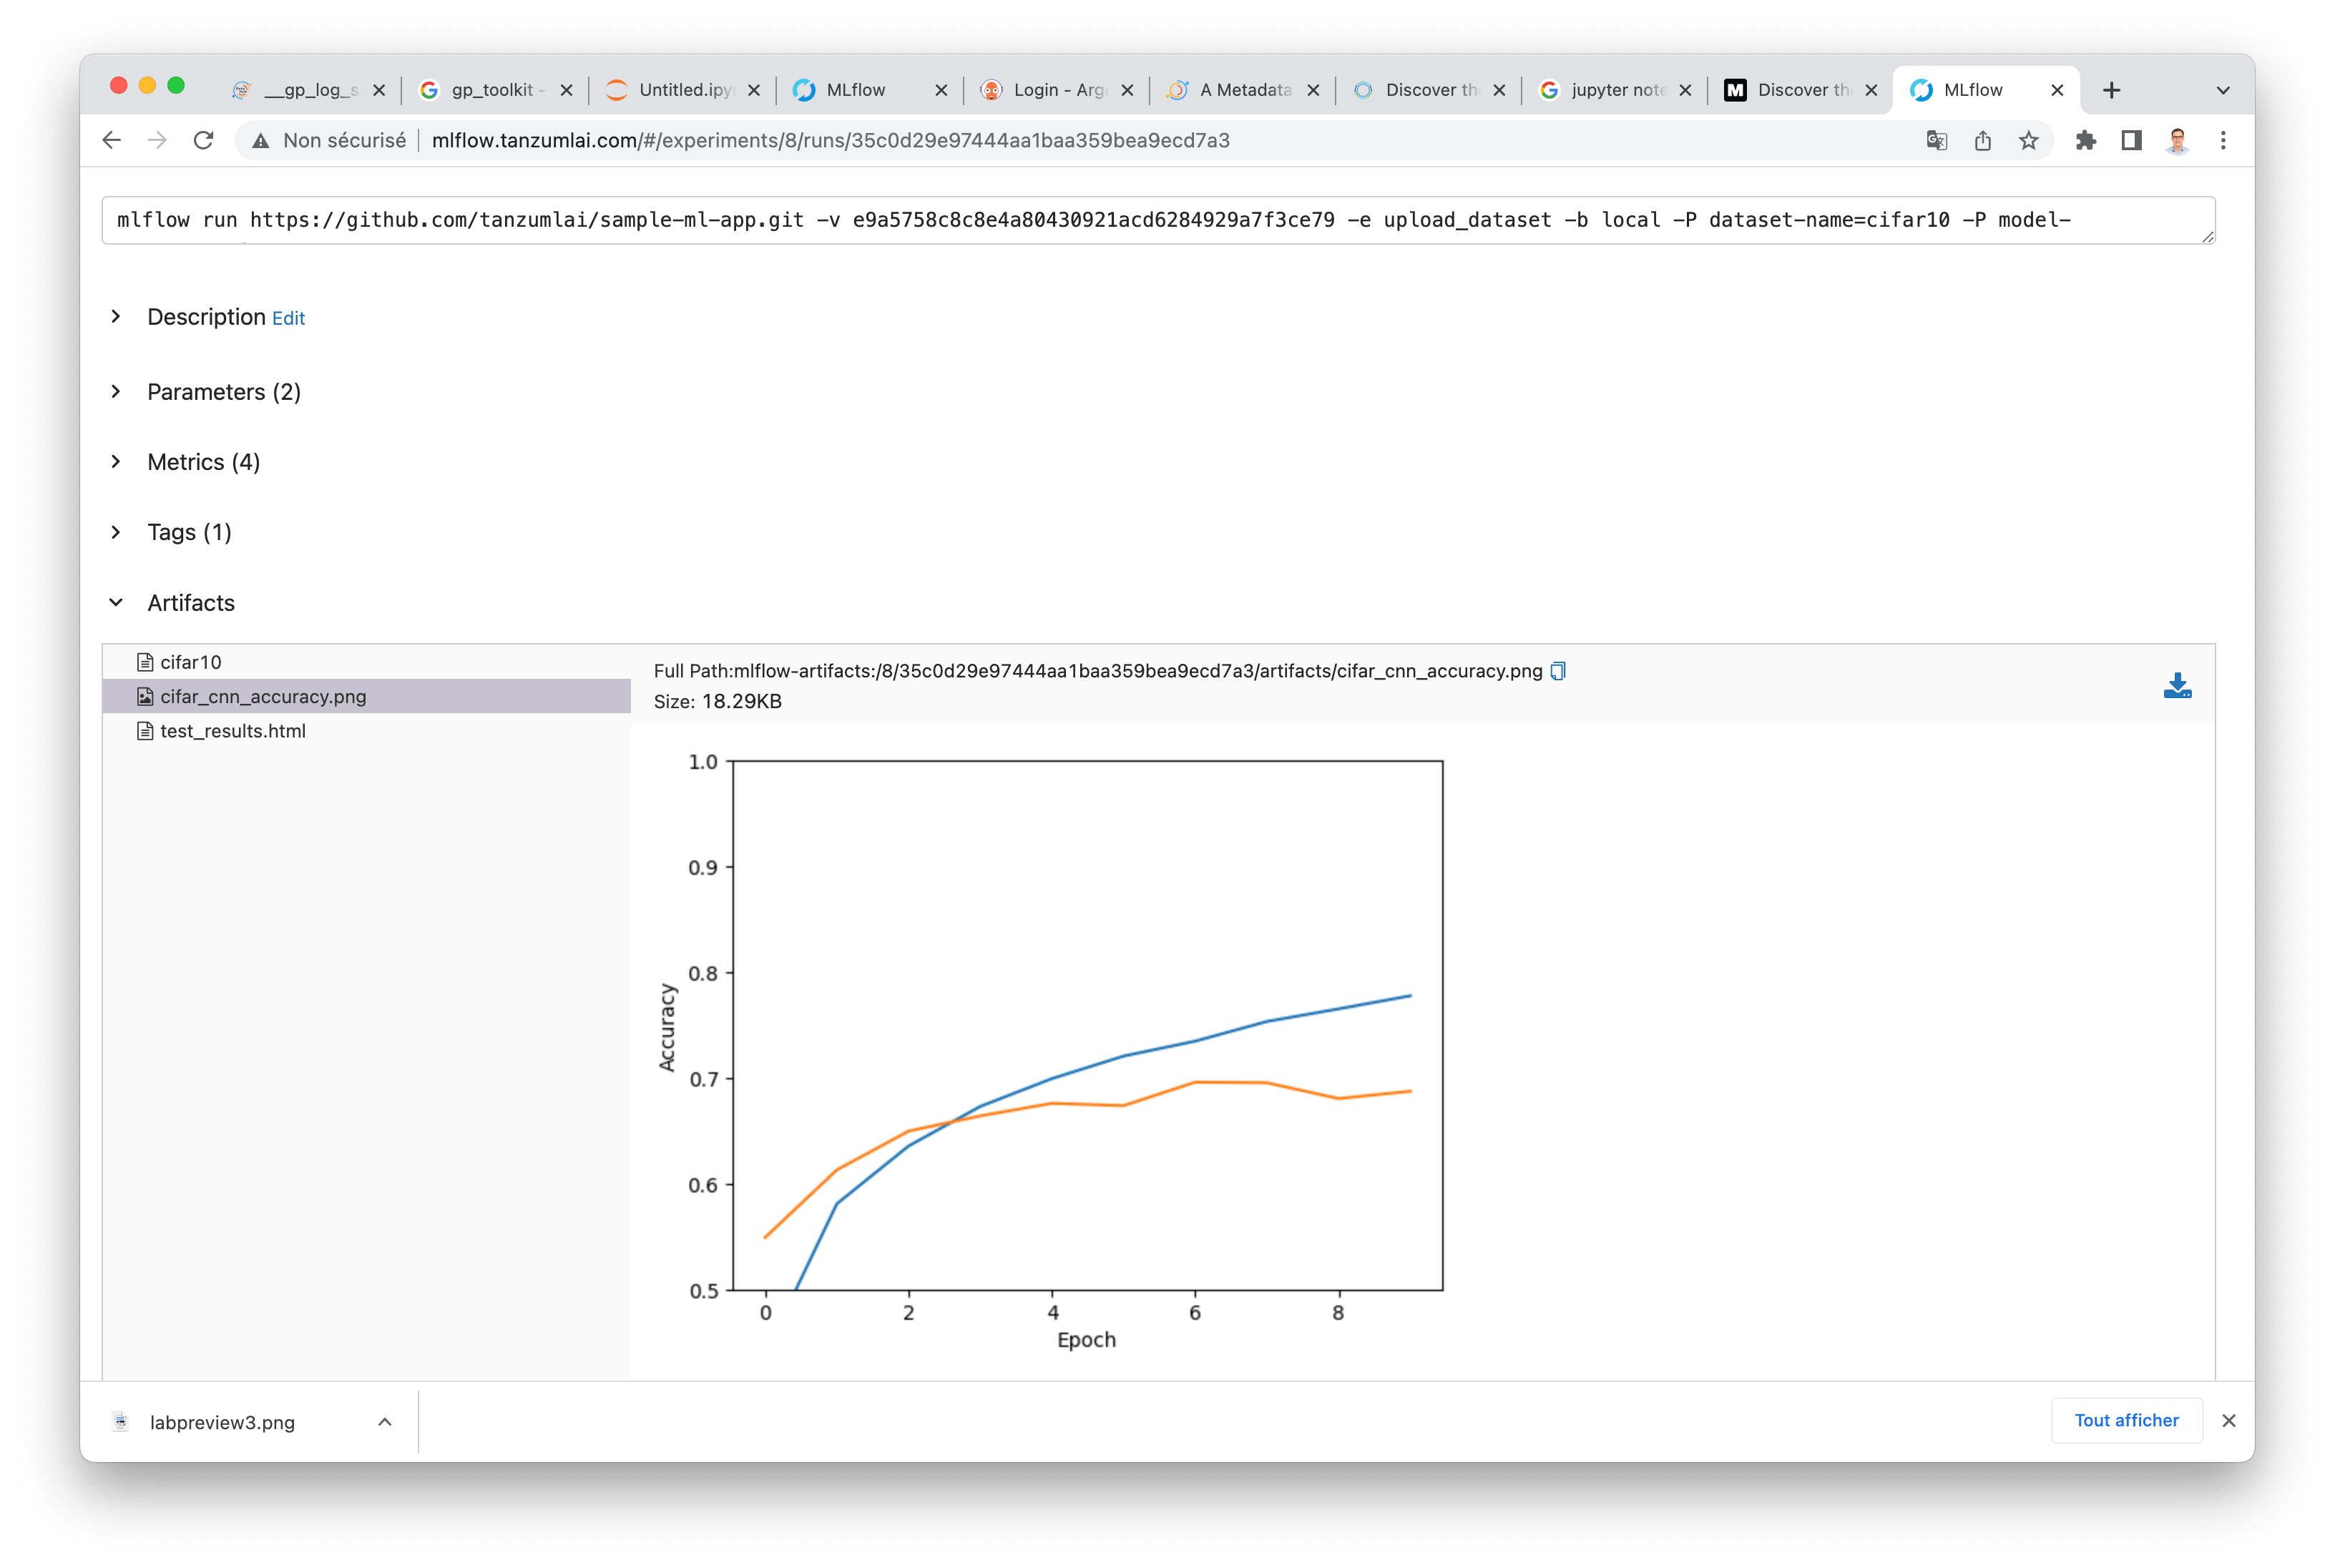 __gp_log_s
gp_toolkit -
Untitled.ipy
MLflow
Login - Argo
A Metadata
Discover th
jupyter note
Discover th
MLflow
Non sécurisé
mlflow.tanzumlai.com/#/experiments/8/runs/35c0d29e97444aa1baa359bea9ecd7a3
mlflow run https://github.com/tanzumlai/sample-ml-app.git -v e9a5758c8c8e4a80430921acd6284929a7f3ce79 -e upload_dataset -b local -P dataset-name=cifar10 -P model-
Description Edit
Parameters (2)
Metrics (4)
Tags (1)
Artifacts
cifar10
cifar_cnn_accuracy.png
test_results.html
Full Path:mlflow-artifacts:/8/35c0d29e97444aa1baa359bea9ecd7a3/artifacts/cifar_cnn_accuracy.png
Size: 18.29KB
1.0
0.9
0.8
0.7
0.6
0.5
Accuracy
0 2 4 6 8
Epoch
labpreview3.png
Tout afficher